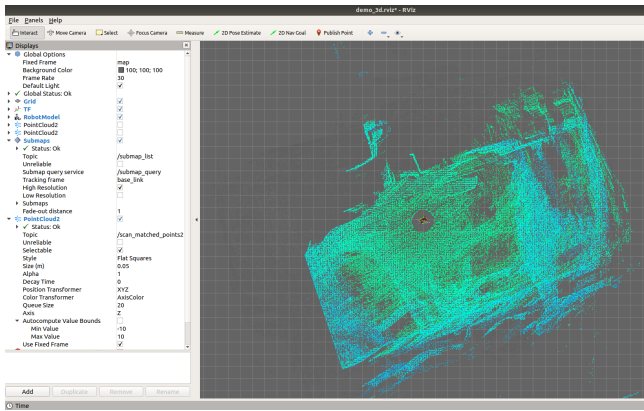 demo_3d.rviz* - RViz
File Panels Help
Interact Move Camera Select Focus Camera Measure 2D Pose Estimate 2D Nav Goal Publish Point
Displays
Global Options
Fixed Frame map
Background Color 100; 100; 100
Frame Rate 30
Default Light
Global Status: Ok
Grid
TF
RobotModel
PointCloud2
PointCloud2
Submaps
Status: Ok
Topic /submap_list
Unreliable
Submap query service /submap_query
Tracking frame base_link
High Resolution
Low Resolution
Submaps
Fade-out distance 1
PointCloud2
Status: Ok
Topic /scan_matched_points2
Unreliable
Selectable
Style Flat Squares
Size (m) 0.05
Alpha 1
Decay Time 0
Position Transformer XYZ
Color Transformer AxisColor
Queue Size 20
Axis Z
Autocompute Value Bounds
Min Value -10
Max Value 10
Use Fixed Frame
Add Duplicate Remove Rename
Time